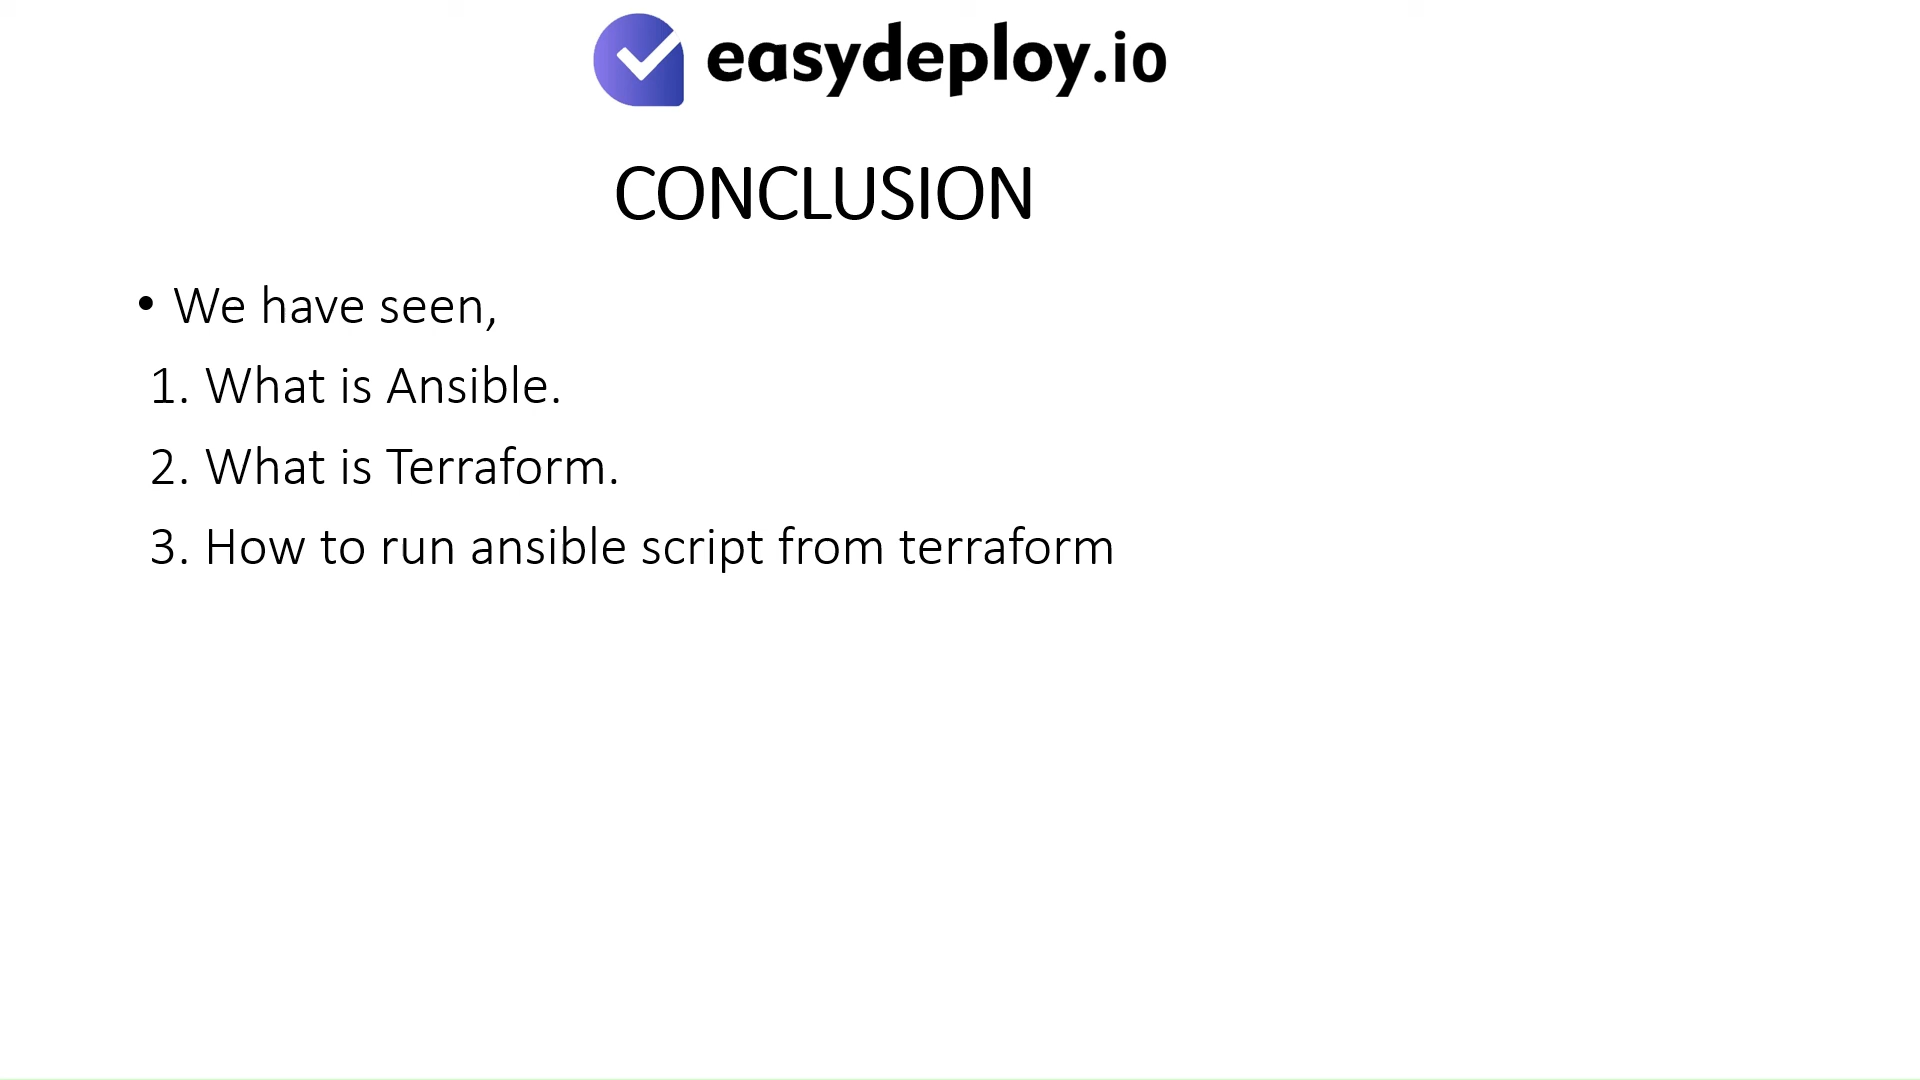 easydeploy.io
CONCLUSION
• We have seen,
1. What is Ansible.
2. What is Terraform.
3. How to run ansible script from terraform